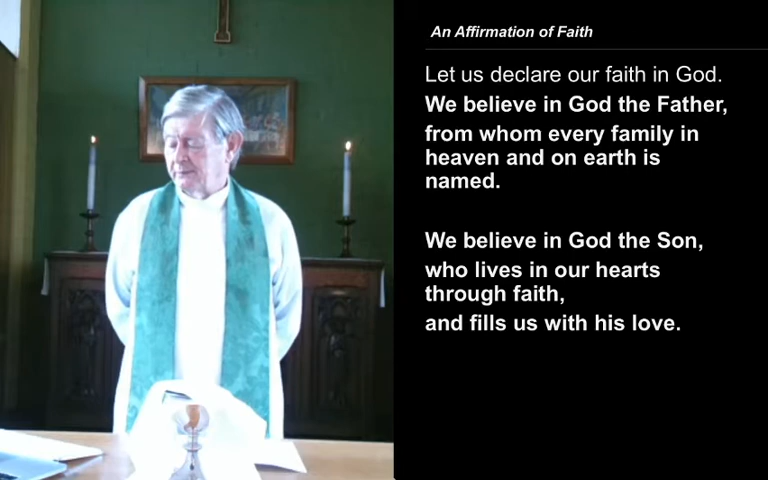 An Affirmation of Faith
Let us declare our faith in God.
We believe in God the Father,
from whom every family in
heaven and on earth is
named.
We believe in God the Son,
who lives in our hearts
through faith,
and fills us with his love.